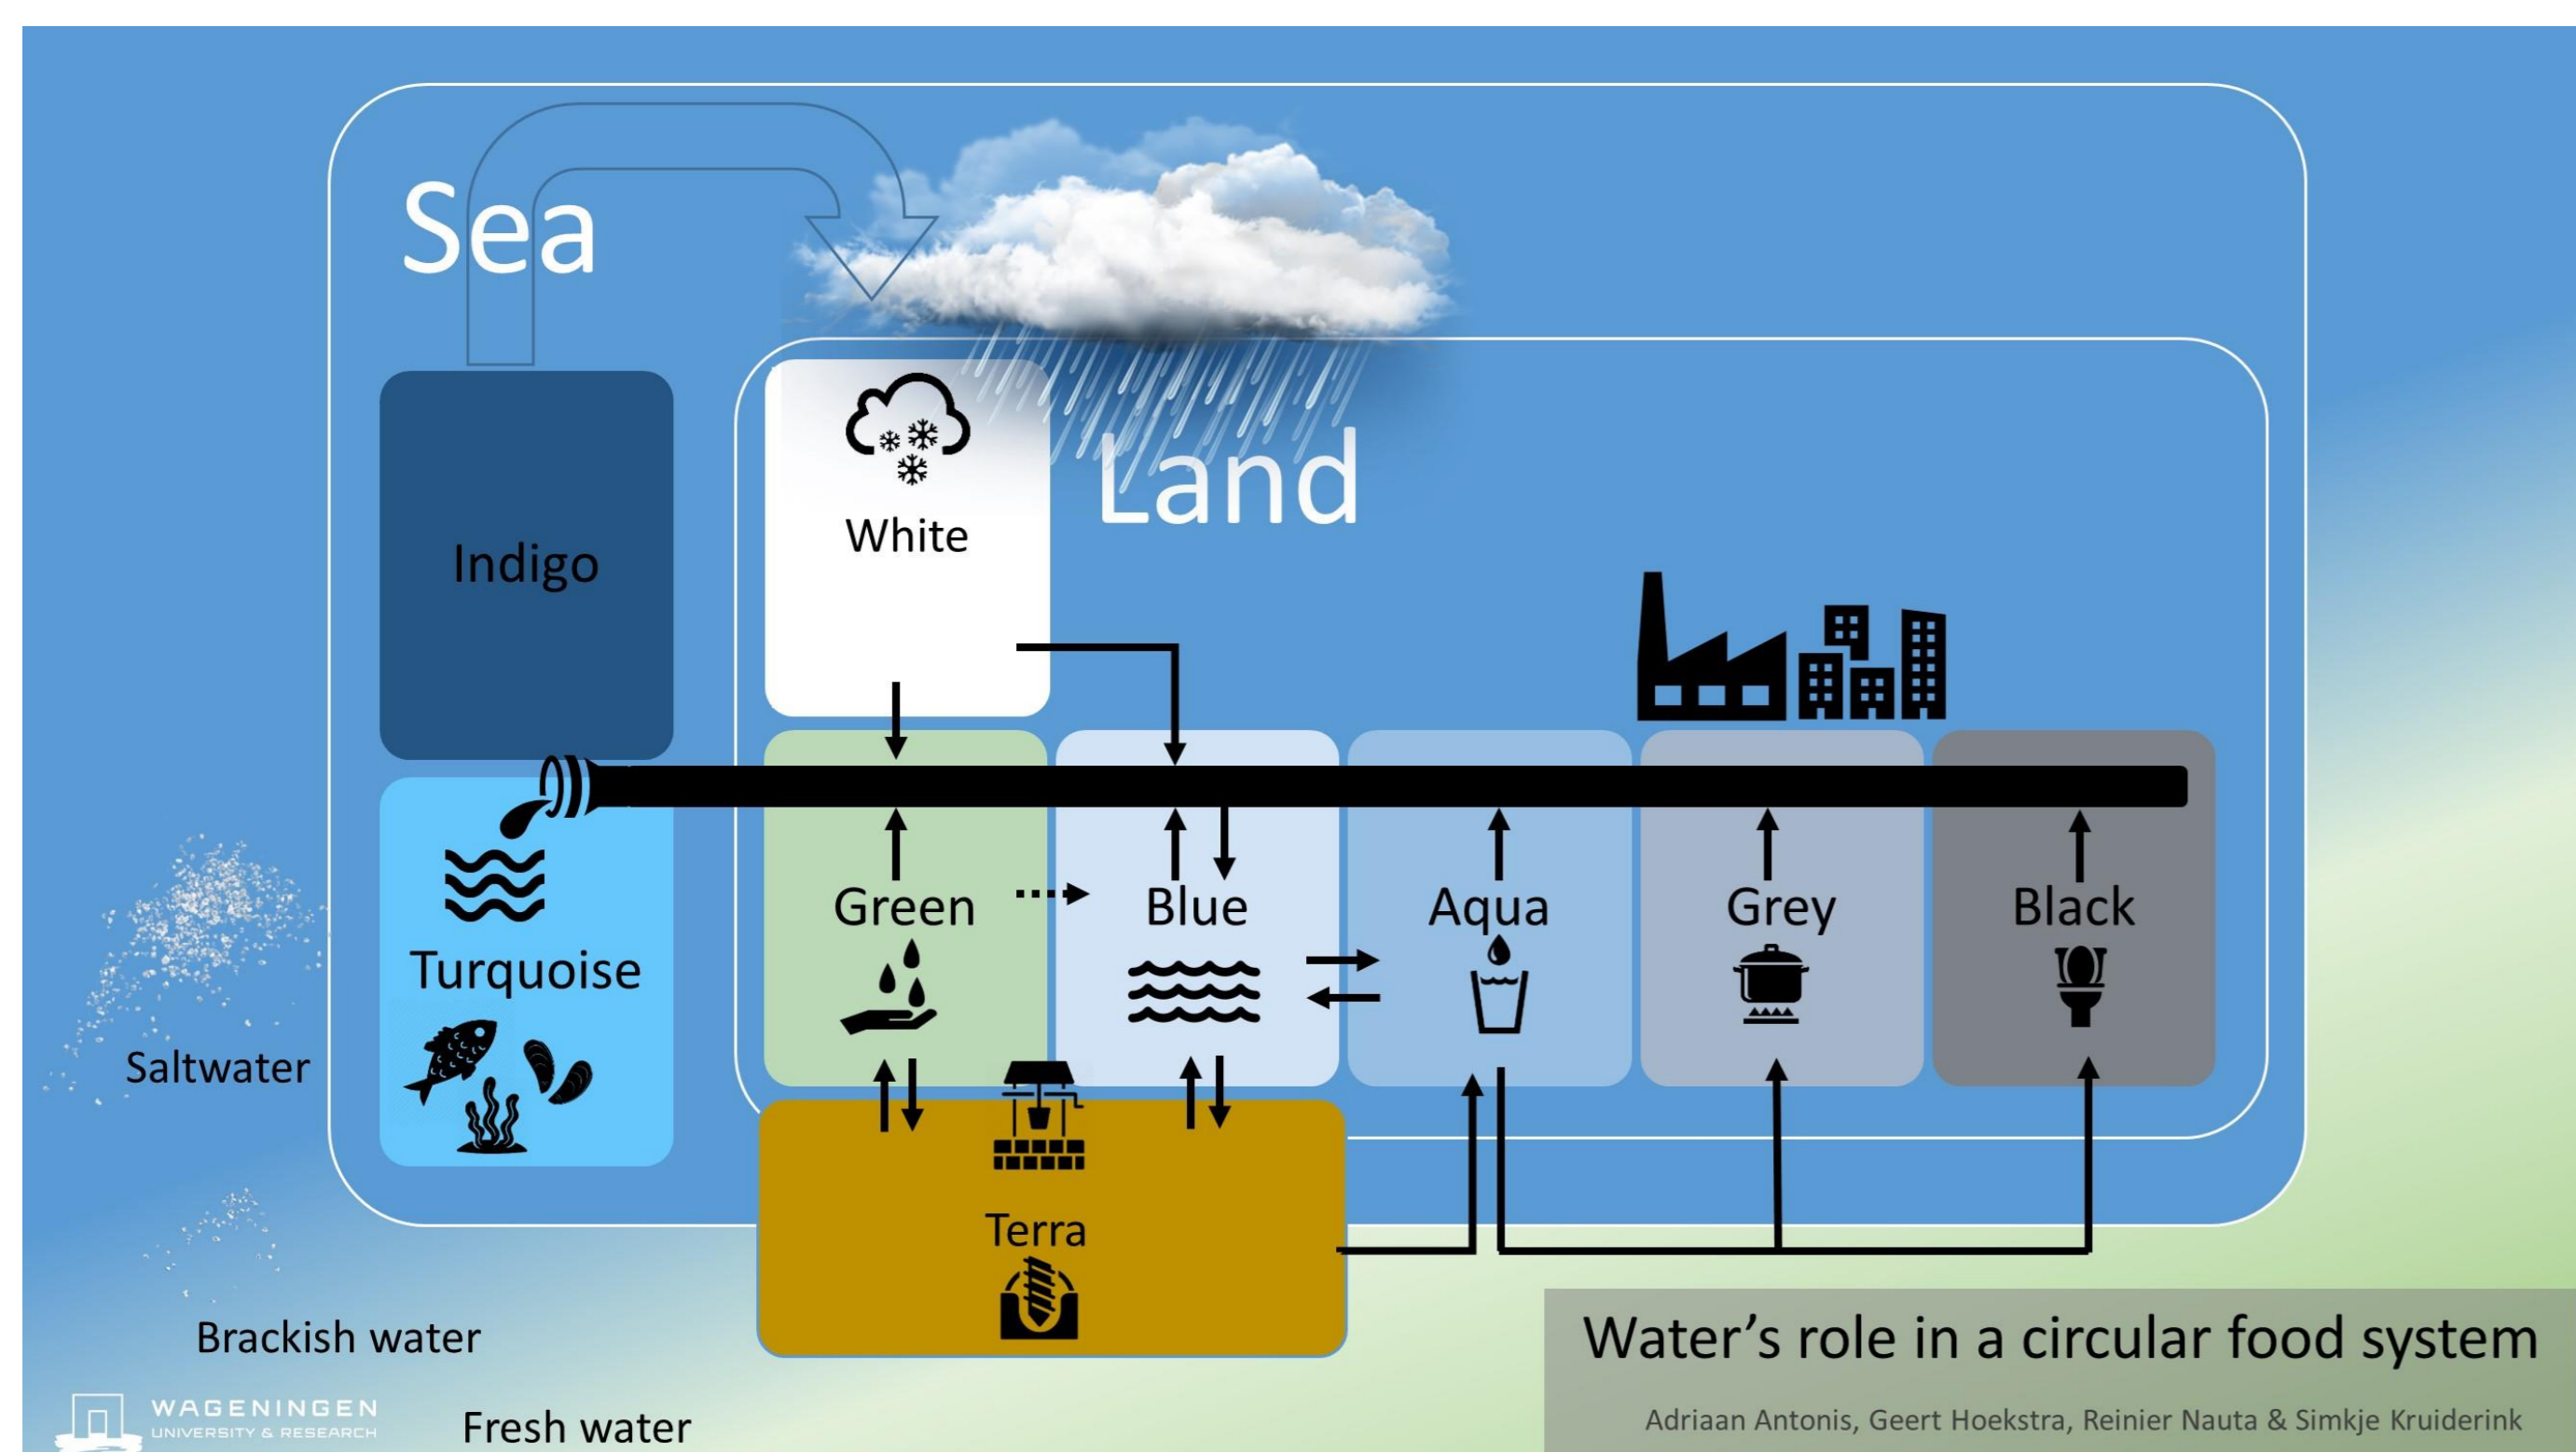 Sea
Land
White
Indigo
Green
Blue
Aqua
Grey
Black
Turquoise
Saltwater
Terra
Brackish water
Fresh water
Water's role in a circular food system
Adriaan Antonis, Geert Hoekstra, Reinier Nauta & Simkje Kruiderink
WAGENINGEN
UNIVERSITY & RESEARCH